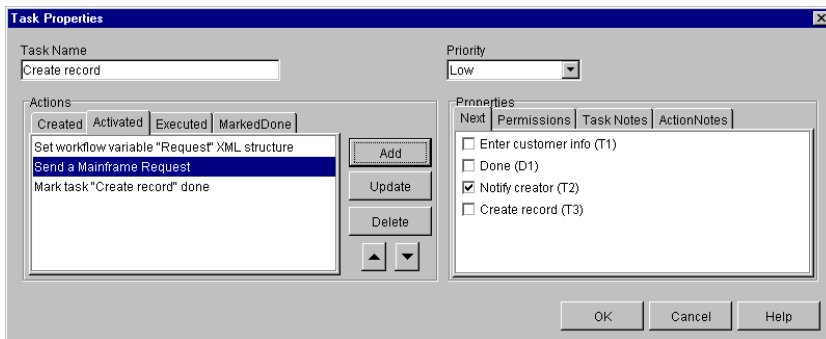 Task Properties
Task Name
Priority
Create record
Low
Actions
Properties
Created Activated Executed MarkedDone
Next Permissions Task Notes ActionNotes
Set workflow variable "Request" XML structure
Send a Mainframe Request
Mark task "Create record" done
Add
Update
Delete
Enter customer info (T1)
Done (D1)
Notify creator (T2)
Create record (T3)
OK Cancel Help